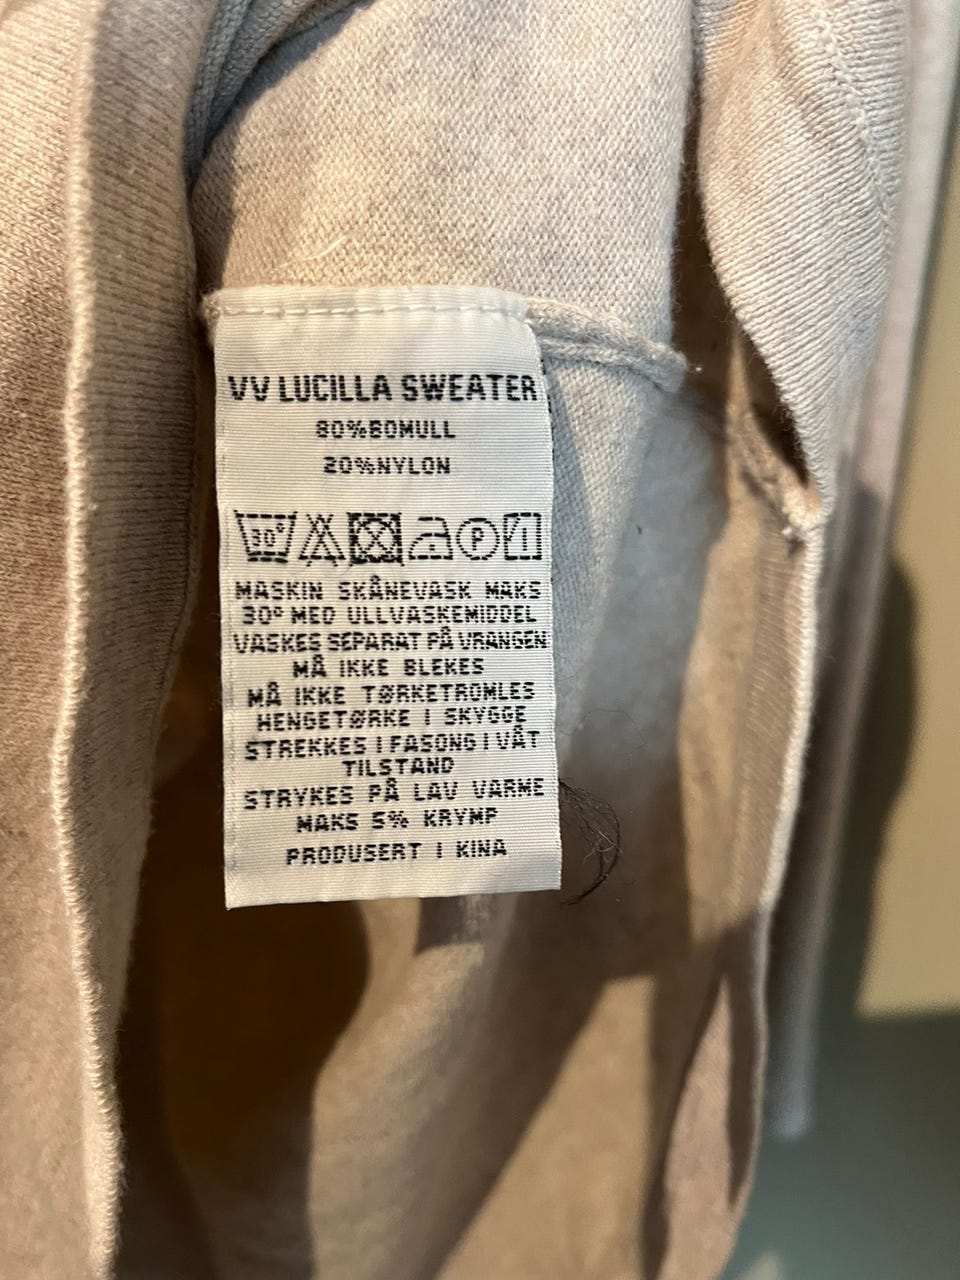 VV LUCILLA SWEATER
80%BOMULL
20%NYLON
30° P
MASKIN SKÅNEVASK MAKS
30° MED ULLVASKEMIDDEL
VASKES SEPARAT PÅ VRANGEN
MÅ IKKE BLEKES
MÅ IKKE TØRKETROMLES
HENGETØRKE I SKYGGE
STREKKES I FASONG I VÅT
TILSTAND
STRYKES PÅ LAV VARME
MAKS 5% KRYMP
PRODUSERT I KINA